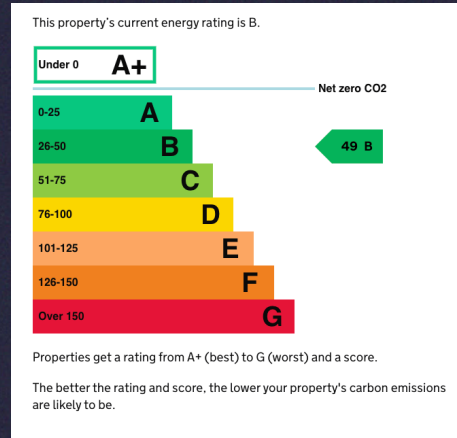 This property's current energy rating is B.
Under 0 A+
Net zero CO2
0-25 A
26-50 B 49 B
51-75 C
76-100 D
101-125 E
126-150 F
Over 150 G
Properties get a rating from A+ (best) to G (worst) and a score.
The better the rating and score, the lower your property's carbon emissions
are likely to be.